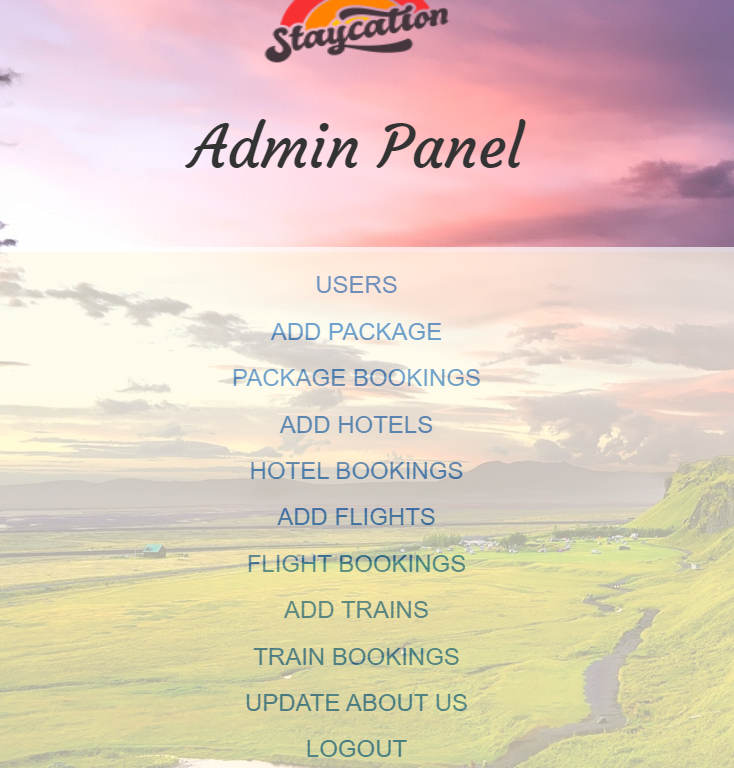 Staycation
Admin Panel
USERS
ADD PACKAGE
PACKAGE BOOKINGS
ADD HOTELS
HOTEL BOOKINGS
ADD FLIGHTS
FLIGHT BOOKINGS
ADD TRAINS
TRAIN BOOKINGS
UPDATE ABOUT US
LOGOUT